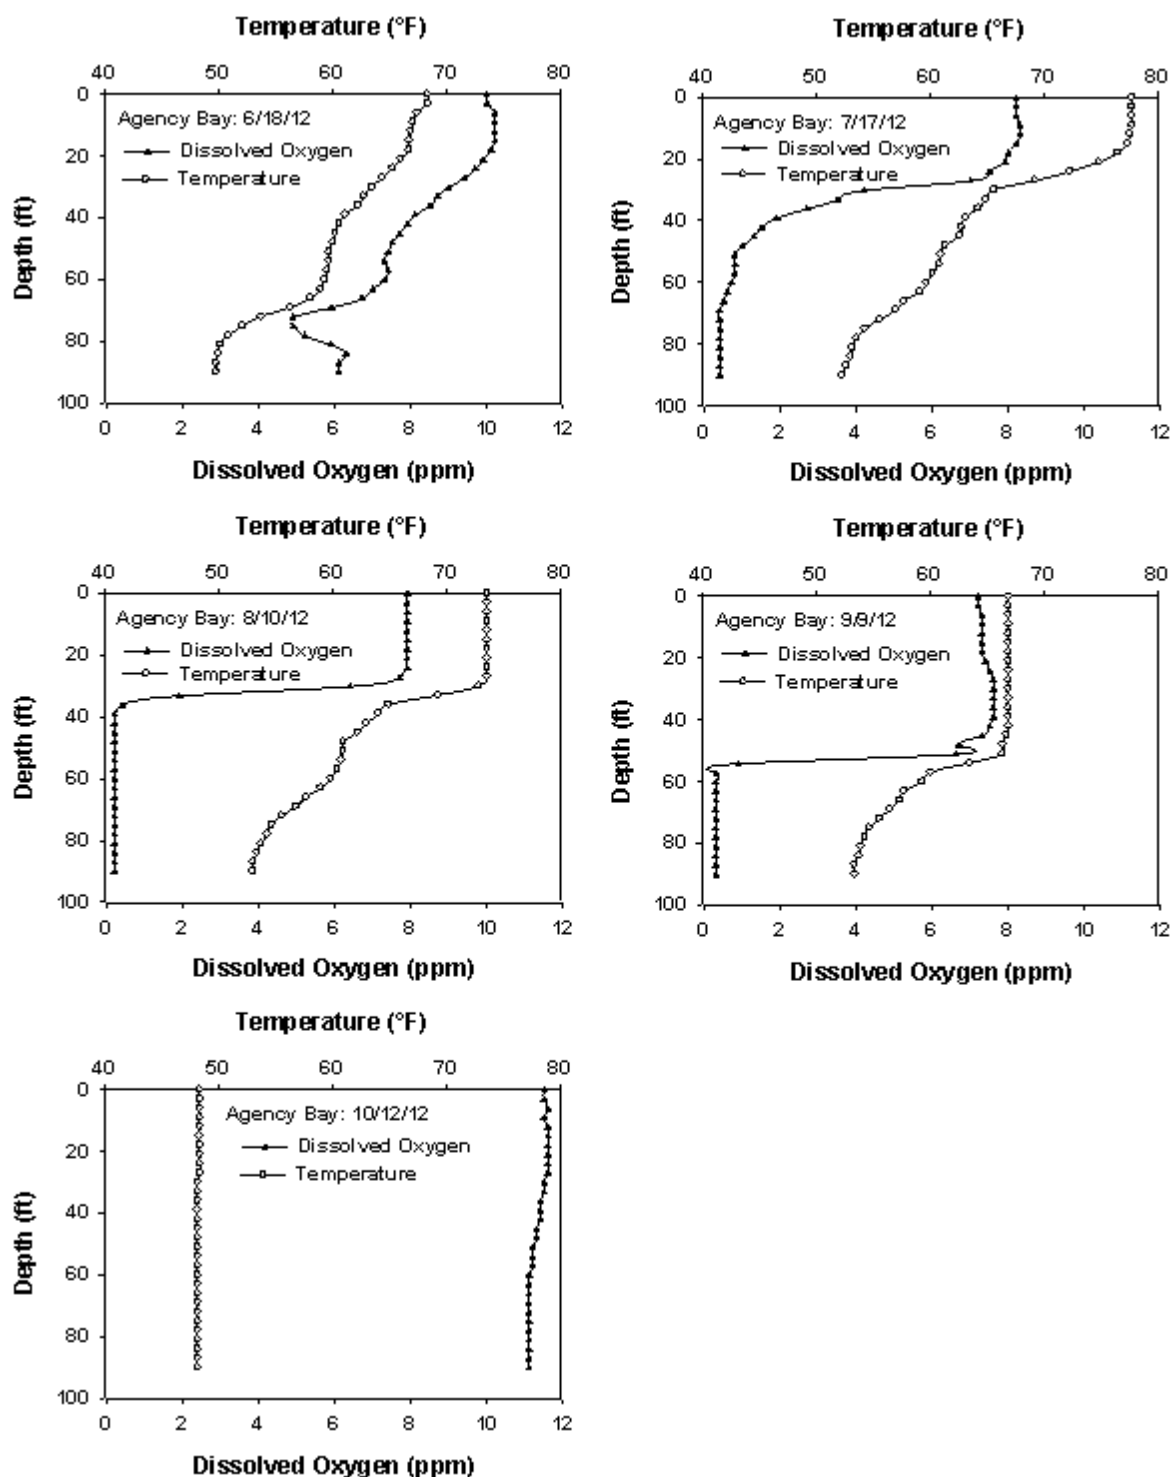 Temperature (°F)
40 50 60 70 80
0
20
40
60
80
100
Depth (ft)
Agency Bay: 6/18/12
Dissolved Oxygen
Temperature
0 2 4 6 8 10 12
Dissolved Oxygen (ppm)
Temperature (°F)
40 50 60 70 80
0
20
40
60
80
100
Depth (ft)
Agency Bay: 7/17/12
Dissolved Oxygen
Temperature
0 2 4 6 8 10 12
Dissolved Oxygen (ppm)
Temperature (°F)
40 50 60 70 80
0
20
40
60
80
100
Depth (ft)
Agency Bay: 8/10/12
Dissolved Oxygen
Temperature
0 2 4 6 8 10 12
Dissolved Oxygen (ppm)
Temperature (°F)
40 50 60 70 80
0
20
40
60
80
100
Depth (ft)
Agency Bay: 9/9/12
Dissolved Oxygen
Temperature
0 2 4 6 8 10 12
Dissolved Oxygen (ppm)
Temperature (°F)
40 50 60 70 80
0
20
40
60
80
100
Depth (ft)
Agency Bay: 10/12/12
Dissolved Oxygen
Temperature
0 2 4 6 8 10 12
Dissolved Oxygen (ppm)